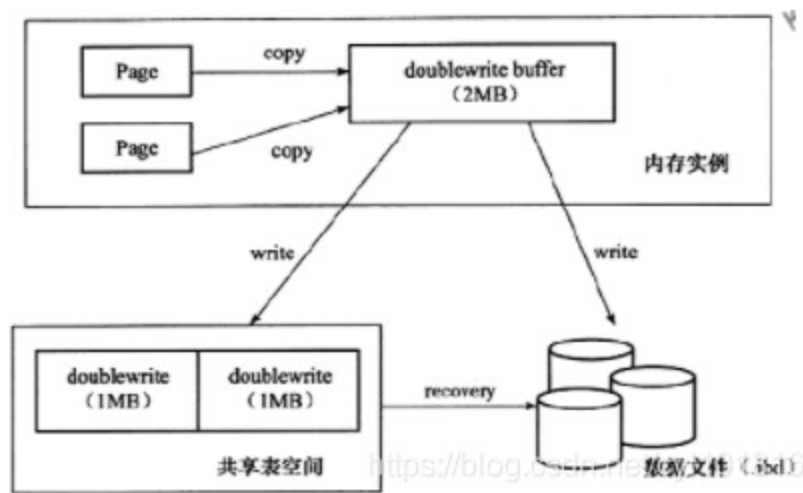 copy
Page
doublewrite buffer
（2MB）
Page
copy
内存实例
write
write
doublewrite
（1MB）
doublewrite
（1MB）
recovery
共享表空间
数据文件（.ibd）